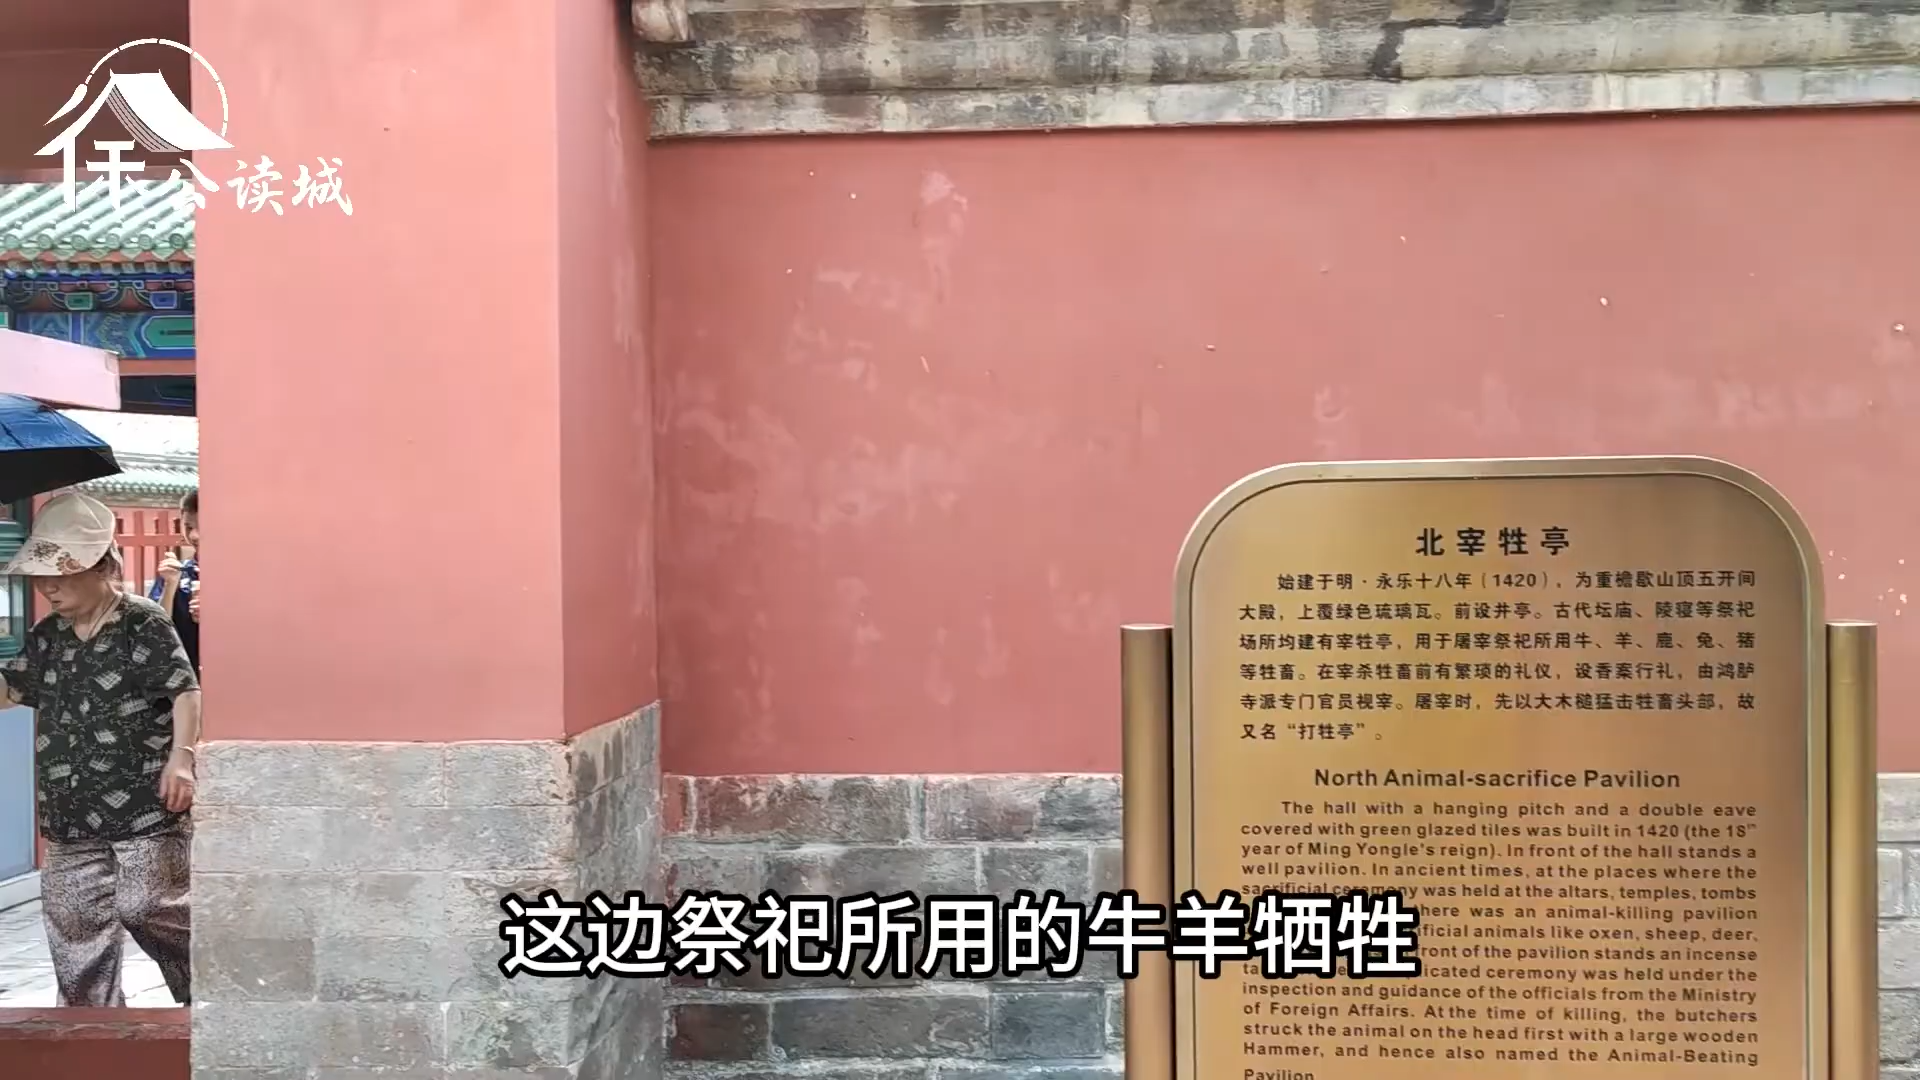 徐公读城
北宰牲亭
始建于明·永乐十八年（1420），为重檐歇山顶五开间
大殿，上覆绿色琉璃瓦。前设井亭。古代坛庙、陵寝等祭祀
场所均建有宰牲亭，用于屠宰祭祀所用牛、羊、鹿、兔、猪
等牲畜。在宰杀牲畜前有繁琐的礼仪，设香案行礼，由鸿胪
寺派专门官员视宰。屠宰时，先以大木槌猛击牲畜头部，故
又名“打牲亭”。
North Animal-sacrifice Pavilion
The hall with a hanging pitch and a double eave
covered with green glazed tiles was built in 1420 (the 18th
year of Ming Yongle's reign). In front of the hall stands a
well pavilion. In ancient times, at the places where the
sacrificial ceremony was held at the altars, temples, tombs
there was an animal-killing pavilion
animals like oxen, sheep, deer,
front of the pavilion stands an incense
ceremony was held under the
inspection and guidance of the officials from the Ministry
of Foreign Affairs. At the time of killing, the butchers
struck the animal on the head first with a large wooden
Hammer, and hence also named the Animal-Beating
Pavilion
这边祭祀所用的牛羊牺牲